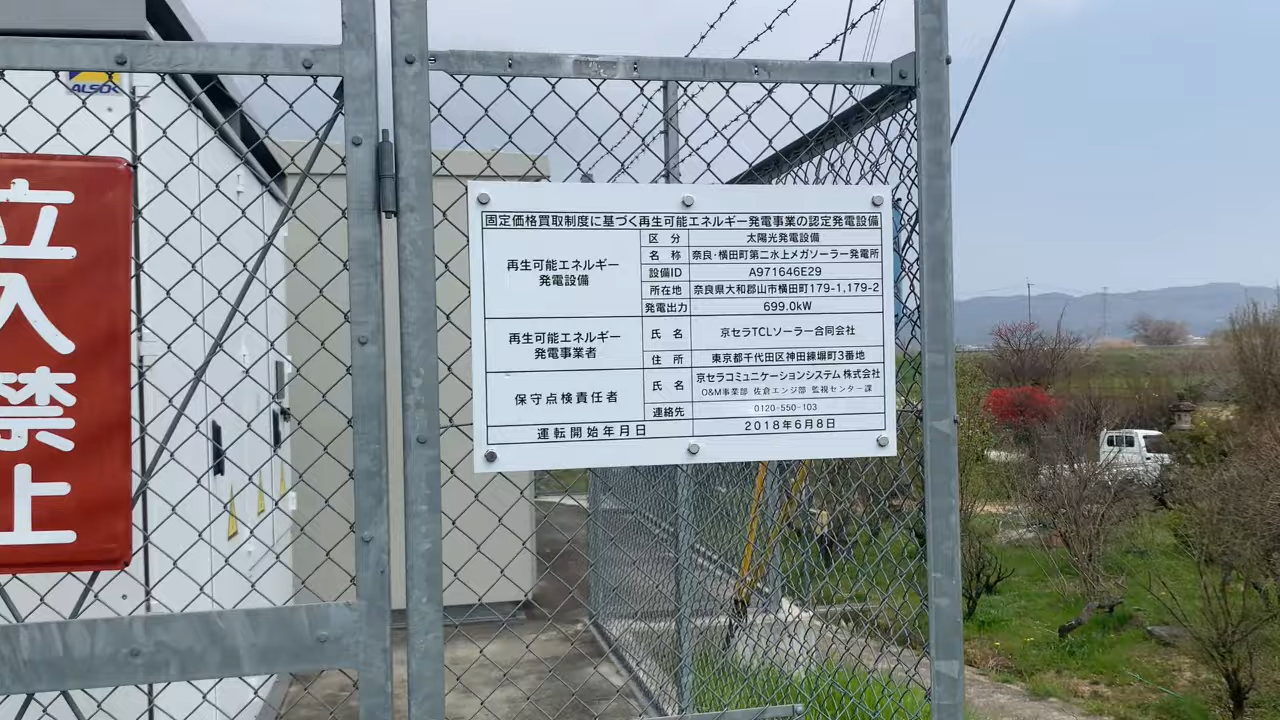 ALSOK
立入禁止
固定価格買取制度に基づく再生可能エネルギー発電事業の認定発電設備
再生可能エネルギー
発電設備
区 分 太陽光発電設備
名 称 奈良・横田町第二水上メガソーラー発電所
設備ID A971646E29
所在地 奈良県大和郡山市横田町179-1,179-2
発電出力 699.0kW
再生可能エネルギー
発電事業者
氏 名 京セラTCLソーラー合同会社
住 所 東京都千代田区神田練塀町3番地
保守点検責任者
氏 名 京セラコミュニケーションシステム 株式会社
O&M事業部 佐倉エンジ部 監視センター課
連絡先 0120-550-103
運転開始年月日 2018年6月8日